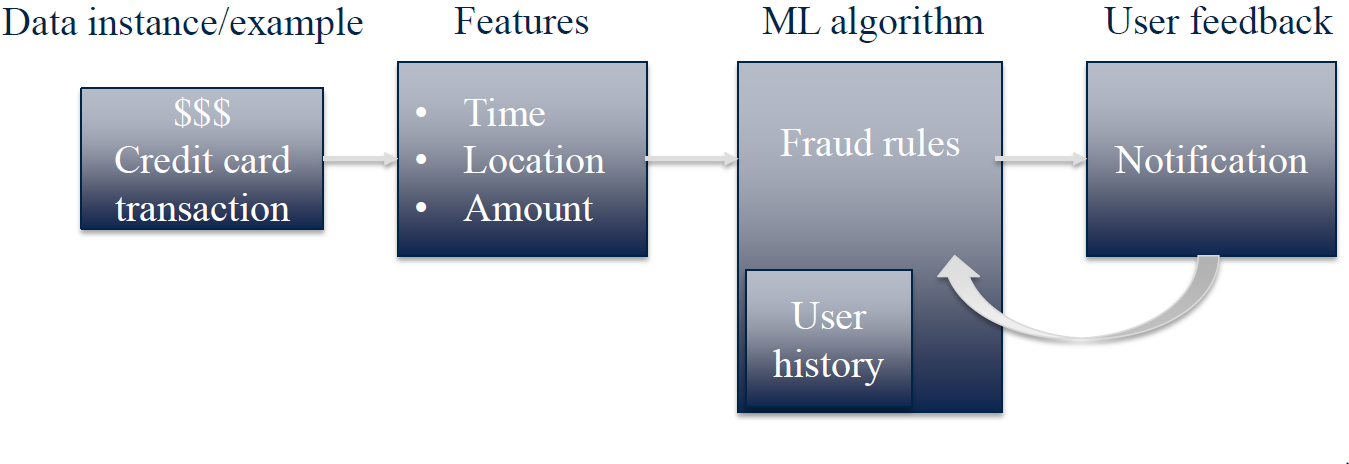 Data instance/example
Features
ML algorithm
User feedback
$$$
Credit card
transaction
• Time
• Location
• Amount
Fraud rules
User
history
Notification